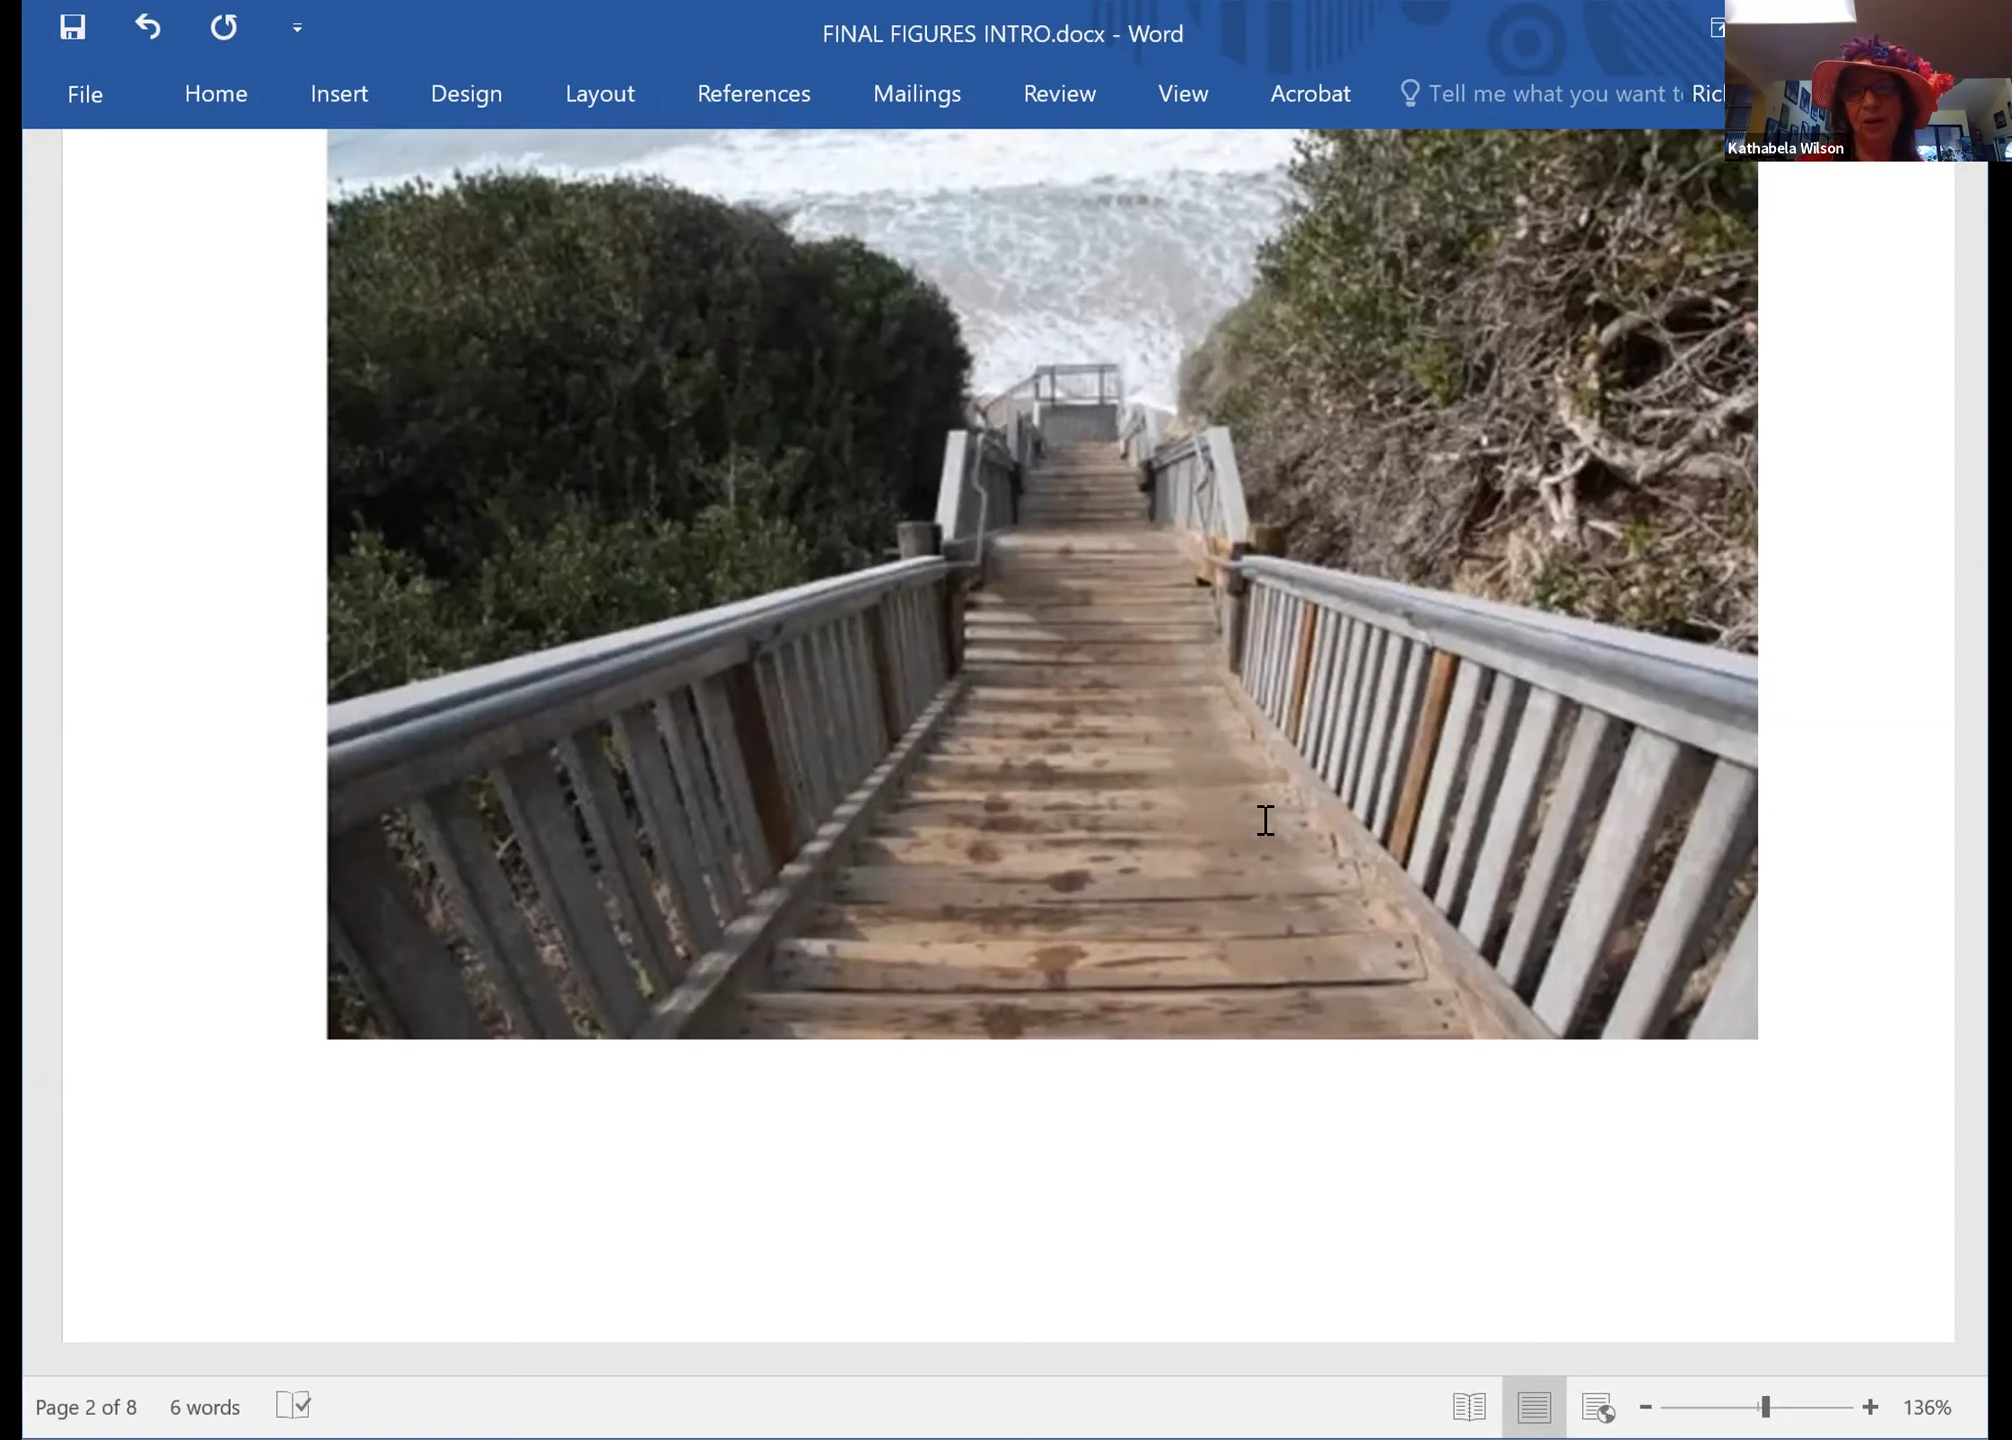 FINAL FIGURES INTRO.docx - Word
File Home Insert Design Layout References Mailings Review View Acrobat Tell me what you want t
Kathabela Wilson
Page 2 of 8 6 words
136%